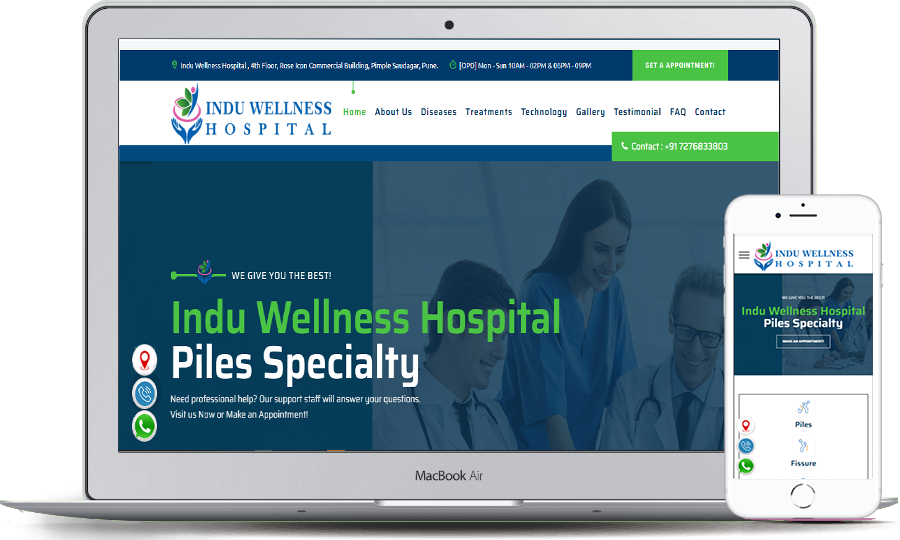 Indu Wellness Hospital , 4th Floor, Rose Icon Commercial Building, Pimple Saudagar, Pune. [OPD] Mon - Sun 10AM - 02PM & 06PM - 09PM GET A APPOINTMENT!
INDU WELLNESS
HOSPITAL
Home About Us Diseases Treatments Technology Gallery Testimonial FAQ Contact
Contact : +91 7276833803
WE GIVE YOU THE BEST!
Indu Wellness Hospital
Piles Specialty
Need professional help? Our support staff will answer your questions.
Visit us Now or Make an Appointment!
MacBook Air
INDU WELLNESS
HOSPITAL
WE GIVE YOU THE BEST!
Indu Wellness Hospital
Piles Specialty
MAKE AN APPOINTMENT!
Piles
Fissure